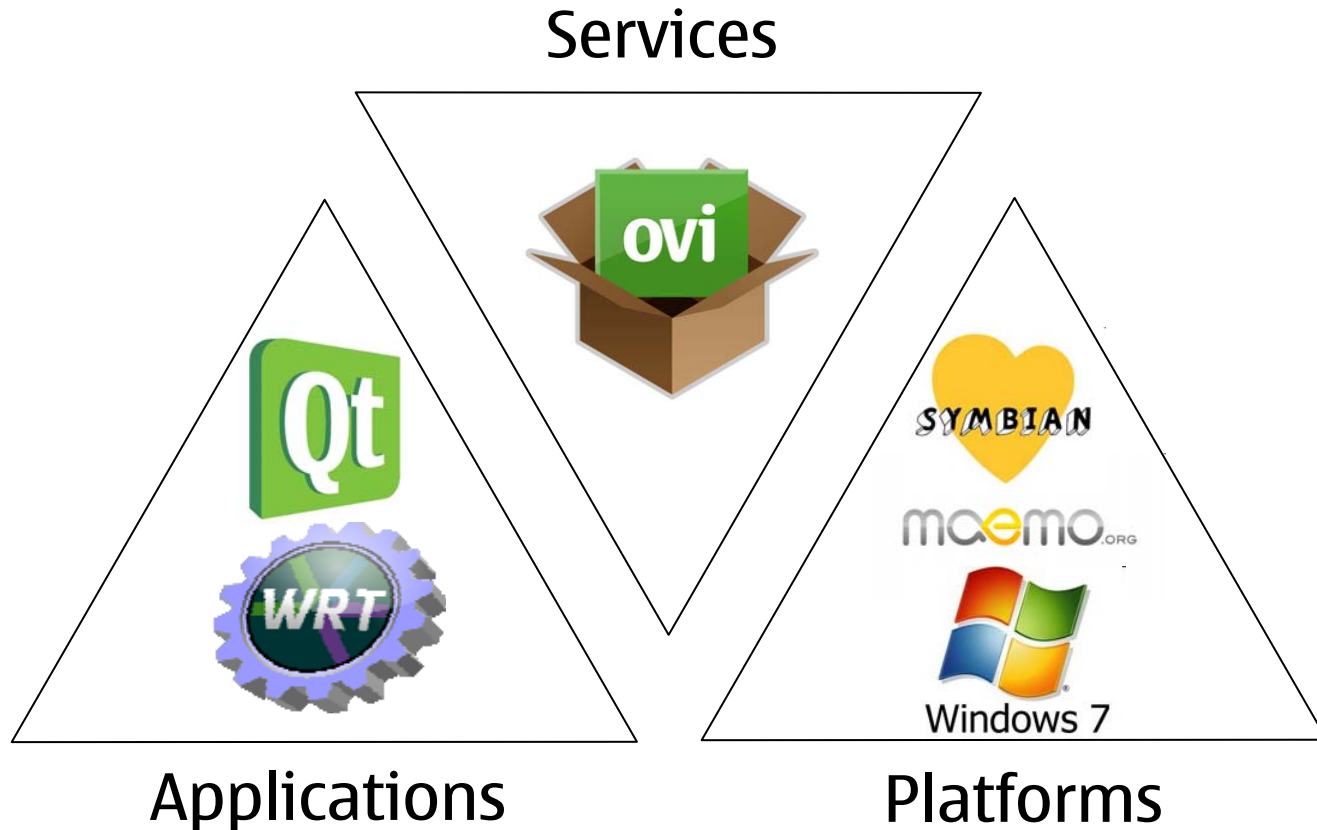 Services
ovi
Qt
WRT
SYMBIAN
maemo.ORG
Windows 7
Applications
Platforms